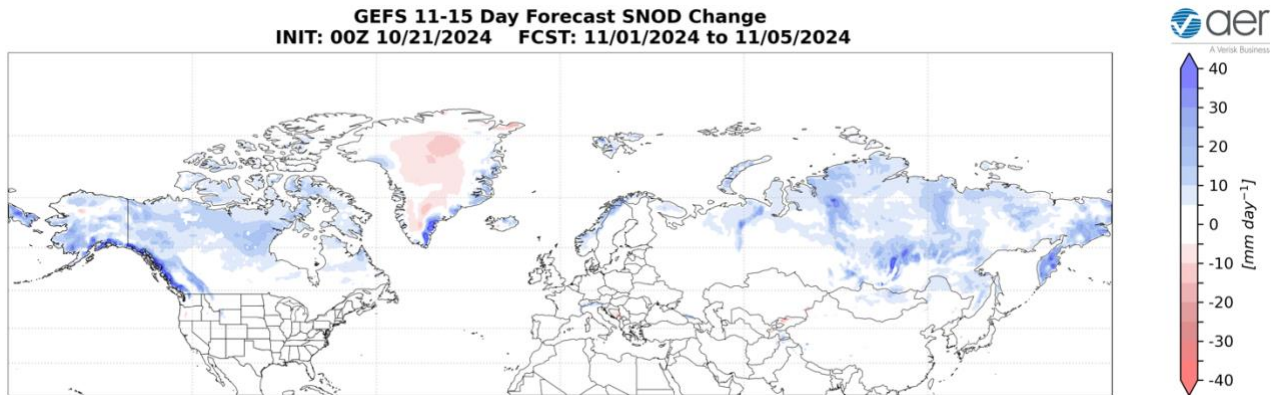 GEFS 11-15 Day Forecast SNOD Change
INIT: 00Z 10/21/2024 FCST: 11/01/2024 to 11/05/2024
aer
A Verisk Business
40
30
20
10
0
-10
-20
-30
-40
[mm day⁻¹]